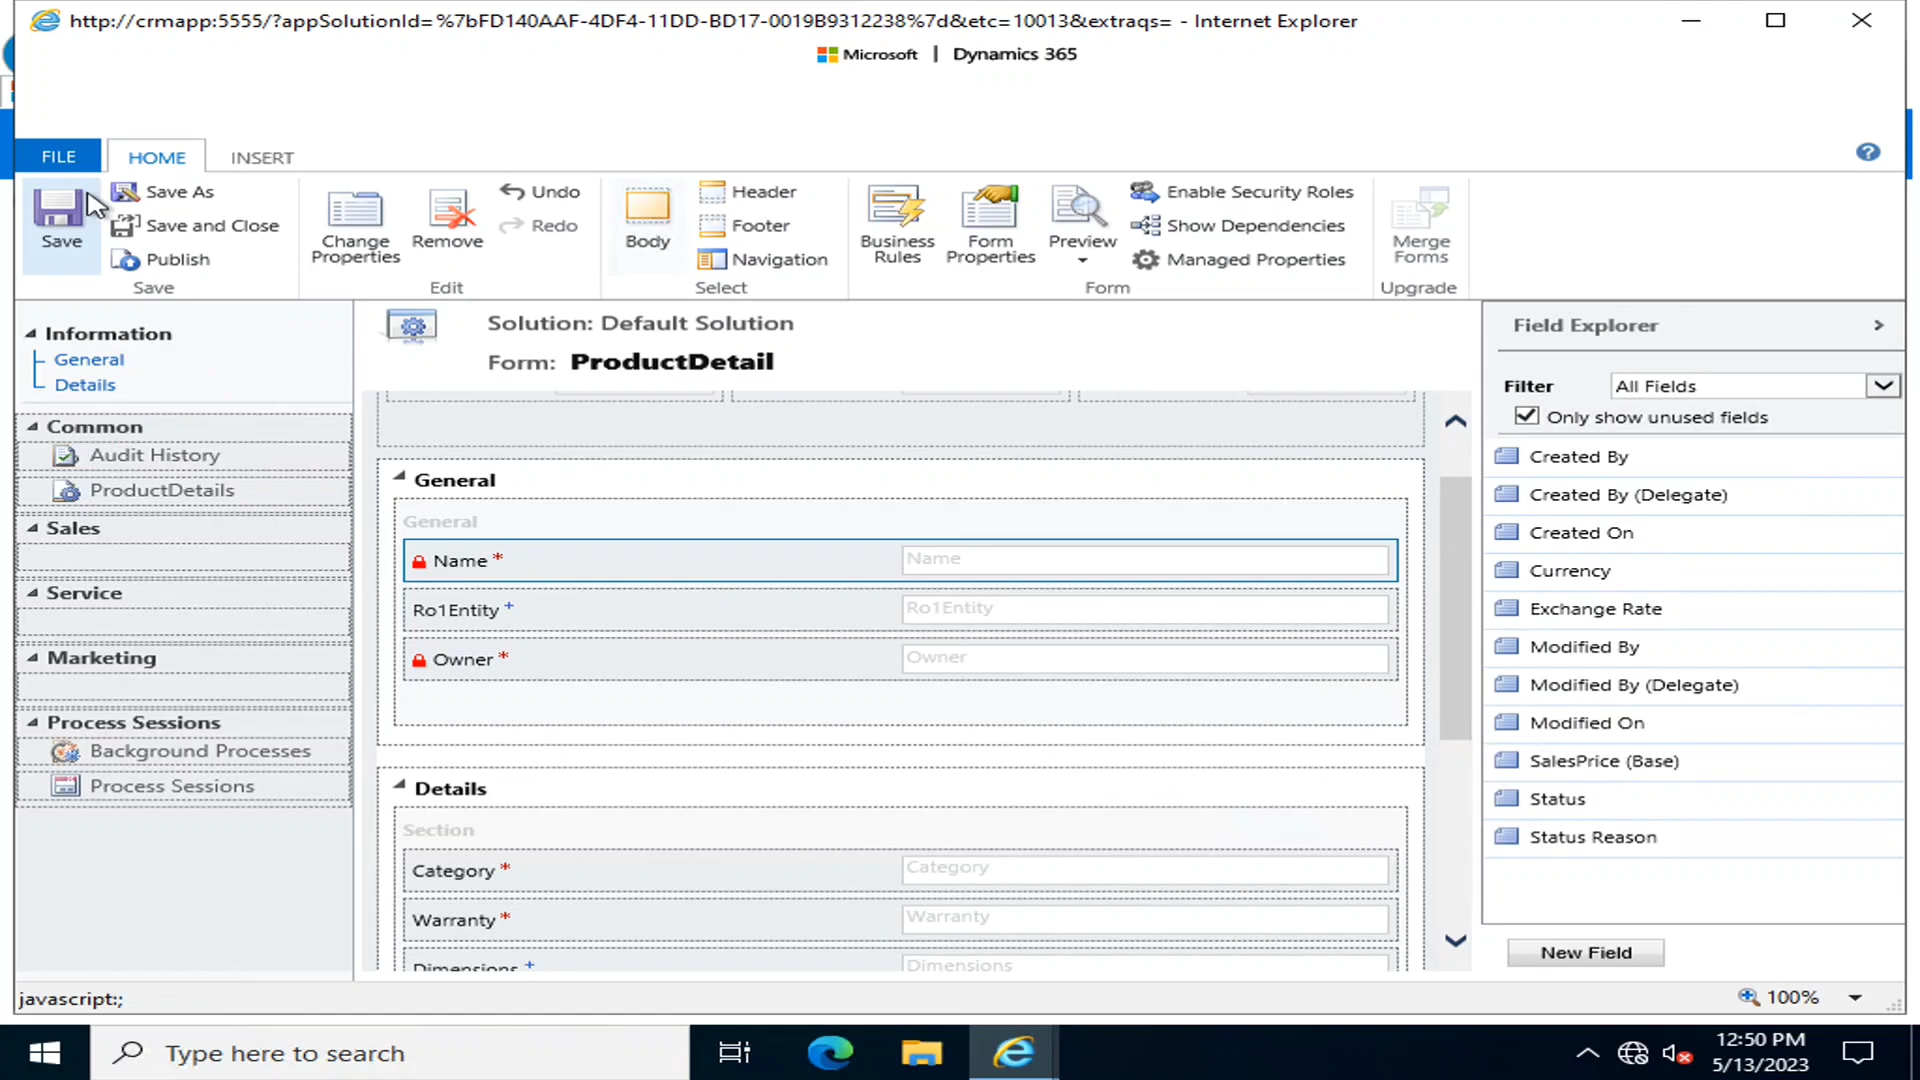 http://crmapp:5555/?appSolutionId=%7bFD140AAF-4DF4-11DD-BD17-0019B9312238%7d&etc=10013&extraqs= - Internet Explorer
Microsoft | Dynamics 365
FILE HOME INSERT
Save
Save As
Save and Close
Publish
Save
Change Properties
Remove
Undo
Redo
Edit
Body
Header
Footer
Navigation
Select
Business Rules
Form Properties
Preview
Enable Security Roles
Show Dependencies
Managed Properties
Form
Merge Forms
Upgrade
Information
General
Details
Common
Audit History
ProductDetails
Sales
Service
Marketing
Process Sessions
Background Processes
Process Sessions
Solution: Default Solution
Form: ProductDetail
General
General
Name * Name
Ro1Entity + Ro1Entity
Owner * Owner
Details
Section
Category * Category
Warranty * Warranty
Dimensions + Dimensions
Field Explorer
Filter All Fields
Only show unused fields
Created By
Created By (Delegate)
Created On
Currency
Exchange Rate
Modified By
Modified By (Delegate)
Modified On
SalesPrice (Base)
Status
Status Reason
New Field
javascript:;
100%
Type here to search
12:50 PM
5/13/2023